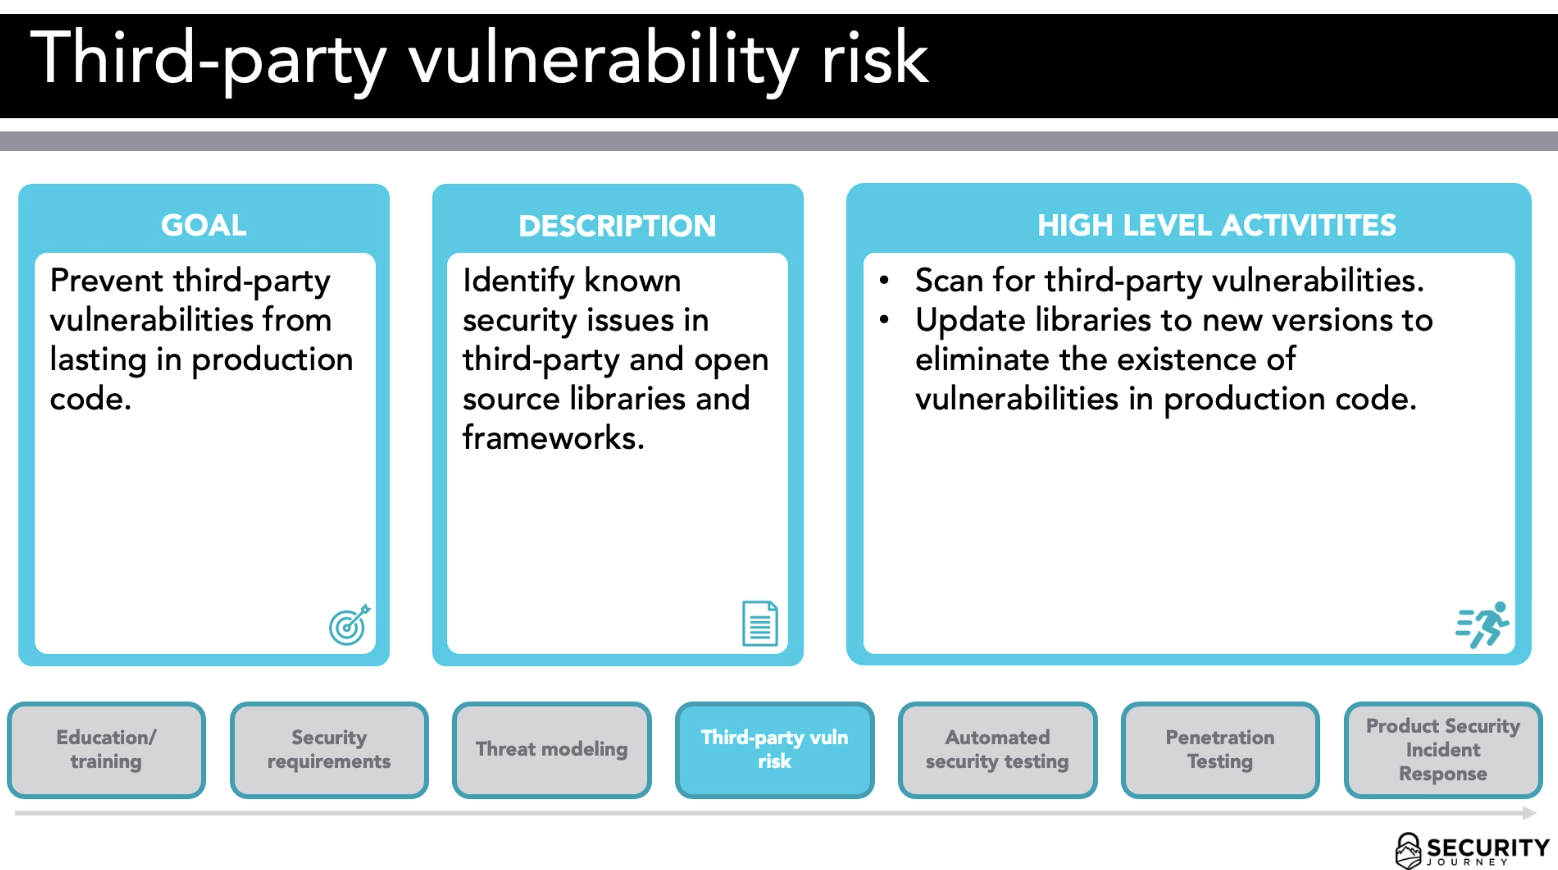 Third-party vulnerability risk
GOAL
Prevent third-party
vulnerabilities from
lasting in production
code.
DESCRIPTION
Identify known
security issues in
third-party and open
source libraries and
frameworks.
HIGH LEVEL ACTIVITITES
• Scan for third-party vulnerabilities.
• Update libraries to new versions to
eliminate the existence of
vulnerabilities in production code.
Education/
training
Security
requirements
Threat modeling
Third-party vuln
risk
Automated
security testing
Penetration
Testing
Product Security
Incident
Response
SECURITY
JOURNEY